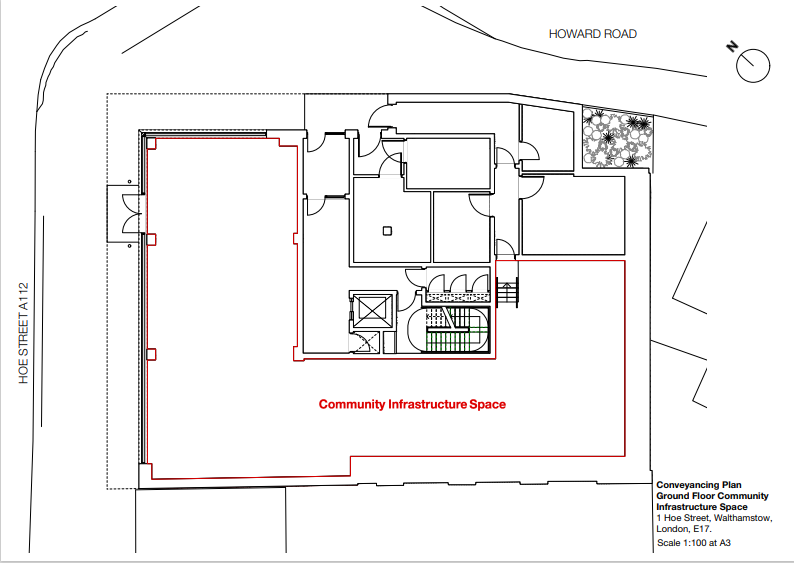 HOWARD ROAD
N
HOE STREET A112
Community Infrastructure Space
Conveyancing Plan
Ground Floor Community
Infrastructure Space
1 Hoe Street, Walthamstow,
London, E17.
Scale 1:100 at A3